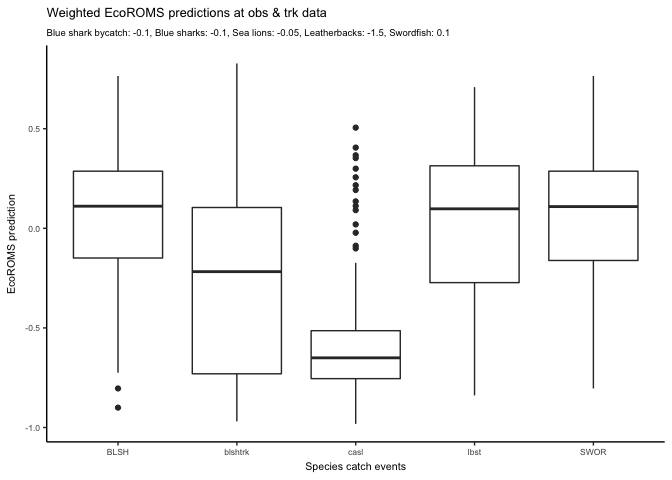 Weighted EcoROMS predictions at obs & trk data
Blue shark bycatch: -0.1, Blue sharks: -0.1, Sea lions: -0.05, Leatherbacks: -1.5, Swordfish: 0.1
0.5
0.0
-0.5
-1.0
EcoROMS prediction
BLSH blshtrk casl lbst SWOR
Species catch events